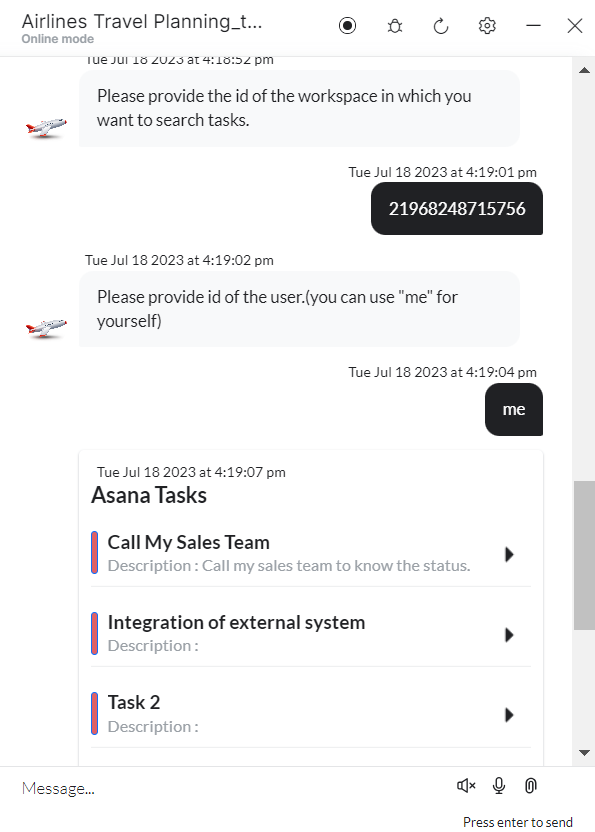 Airlines Travel Planning_t...
Online mode
Tue Jul 18 2023 at 4:18:52 pm
Please provide the id of the workspace in which you
want to search tasks.
Tue Jul 18 2023 at 4:19:01 pm
21968248715756
Tue Jul 18 2023 at 4:19:02 pm
Please provide id of the user.(you can use "me" for
yourself)
Tue Jul 18 2023 at 4:19:04 pm
me
Tue Jul 18 2023 at 4:19:07 pm
Asana Tasks
Call My Sales Team
Description : Call my sales team to know the status.
Integration of external system
Description :
Task 2
Description :
Message...
Press enter to send